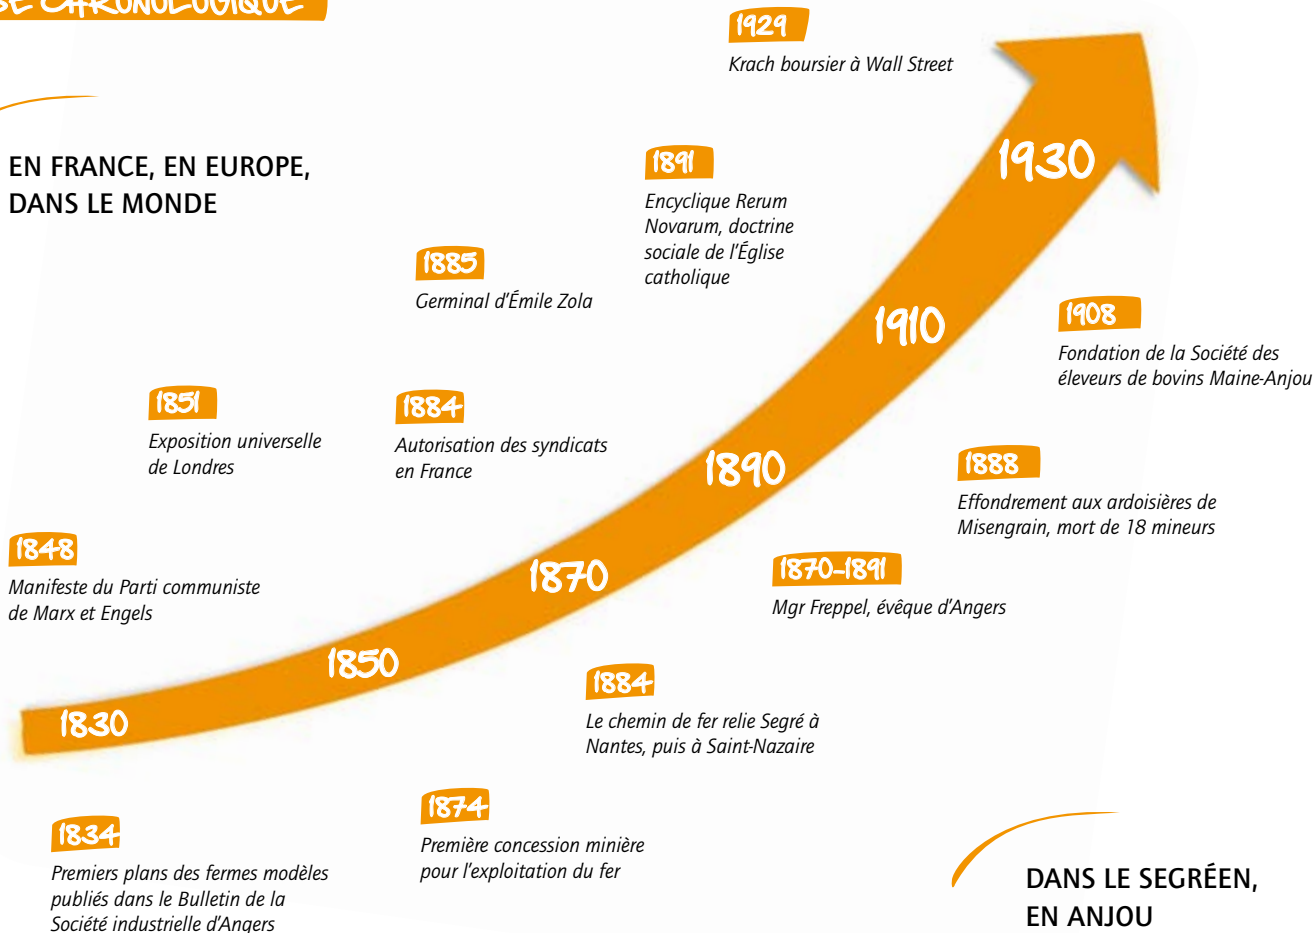 CHRONOLOGIQUE
EN FRANCE, EN EUROPE,
DANS LE MONDE
1929
Krach boursier à Wall Street
1891
Encyclique Rerum
Novarum, doctrine
sociale de l'Église
catholique
1885
Germinal d'Émile Zola
1851
Exposition universelle
de Londres
1884
Autorisation des syndicats
en France
1848
Manifeste du Parti communiste
de Marx et Engels
1830
1850
1870
1890
1910
1930
1908
Fondation de la Société des
éleveurs de bovins Maine-Anjou
1888
Effondrement aux ardoisières de
Misengrain, mort de 18 mineurs
1870-1891
Mgr Freppel, évêque d'Angers
1884
Le chemin de fer relie Segré à
Nantes, puis à Saint-Nazaire
1874
Première concession minière
pour l'exploitation du fer
1834
Premiers plans des fermes modèles
publiés dans le Bulletin de la
Société industrielle d'Angers
DANS LE SEGRÉEN,
EN ANJOU